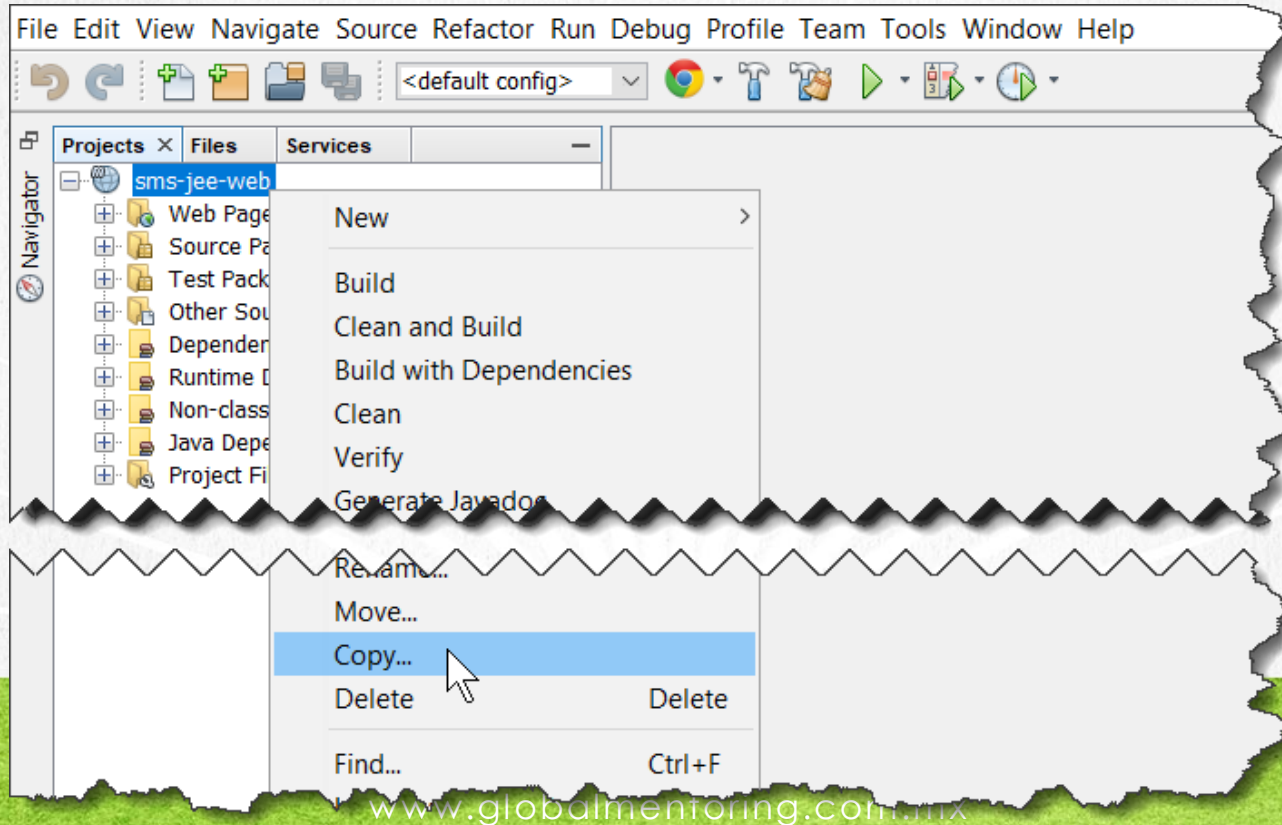 File Edit View Navigate Source Refactor Run Debug Profile Team Tools Window Help
<default config>
Projects Files Services
Navigator
sms-jee-web
Web Page
Source Pa
Test Pack
Other Sou
Depender
Runtime D
Non-class
Java Depe
Project Fi
New
Build
Clean and Build
Build with Dependencies
Clean
Verify
Generate Javadoc
Rename...
Move...
Copy...
Delete Delete
Find... Ctrl+F
www.globalmentoring.com.mx